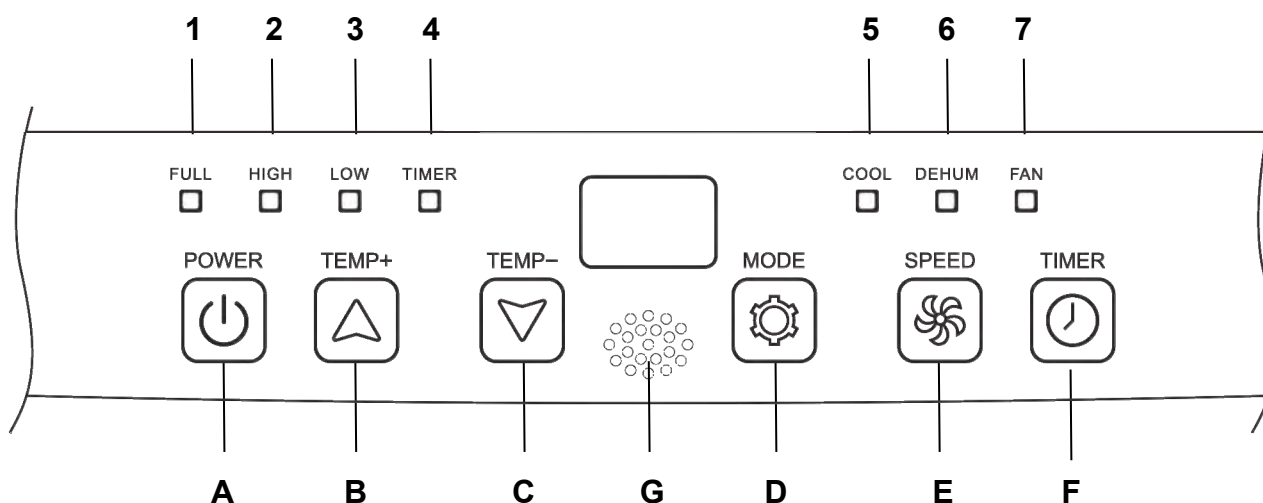 1 2 3 4 5 6 7
FULL HIGH LOW TIMER COOL DEHUM FAN
POWER TEMP+ TEMP− MODE SPEED TIMER
A B C G D E F